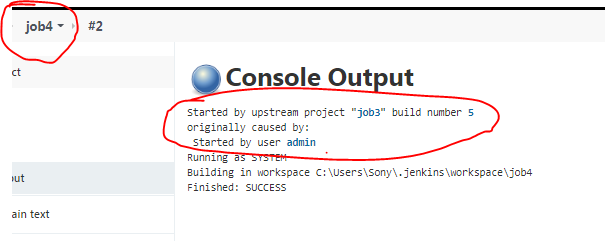 job4 #2
ct
Console Output
Started by upstream project "job3" build number 5
originally caused by:
Started by user admin
Running as SYSTEM
Building in workspace C:\Users\Sony\.jenkins\workspace\job4
Finished: SUCCESS
out
ain text